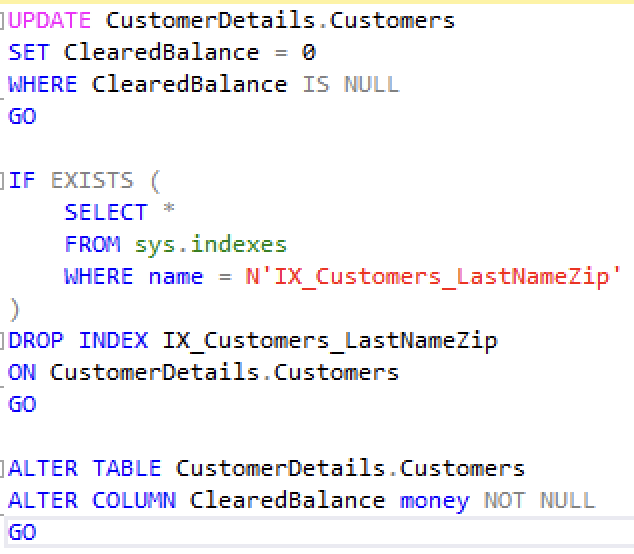 UPDATE CustomerDetails.Customers
SET ClearedBalance = 0
WHERE ClearedBalance IS NULL
GO
IF EXISTS (
SELECT *
FROM sys.indexes
WHERE name = N'IX_Customers_LastNameZip'
)
DROP INDEX IX_Customers_LastNameZip
ON CustomerDetails.Customers
GO
ALTER TABLE CustomerDetails.Customers
ALTER COLUMN ClearedBalance money NOT NULL
GO